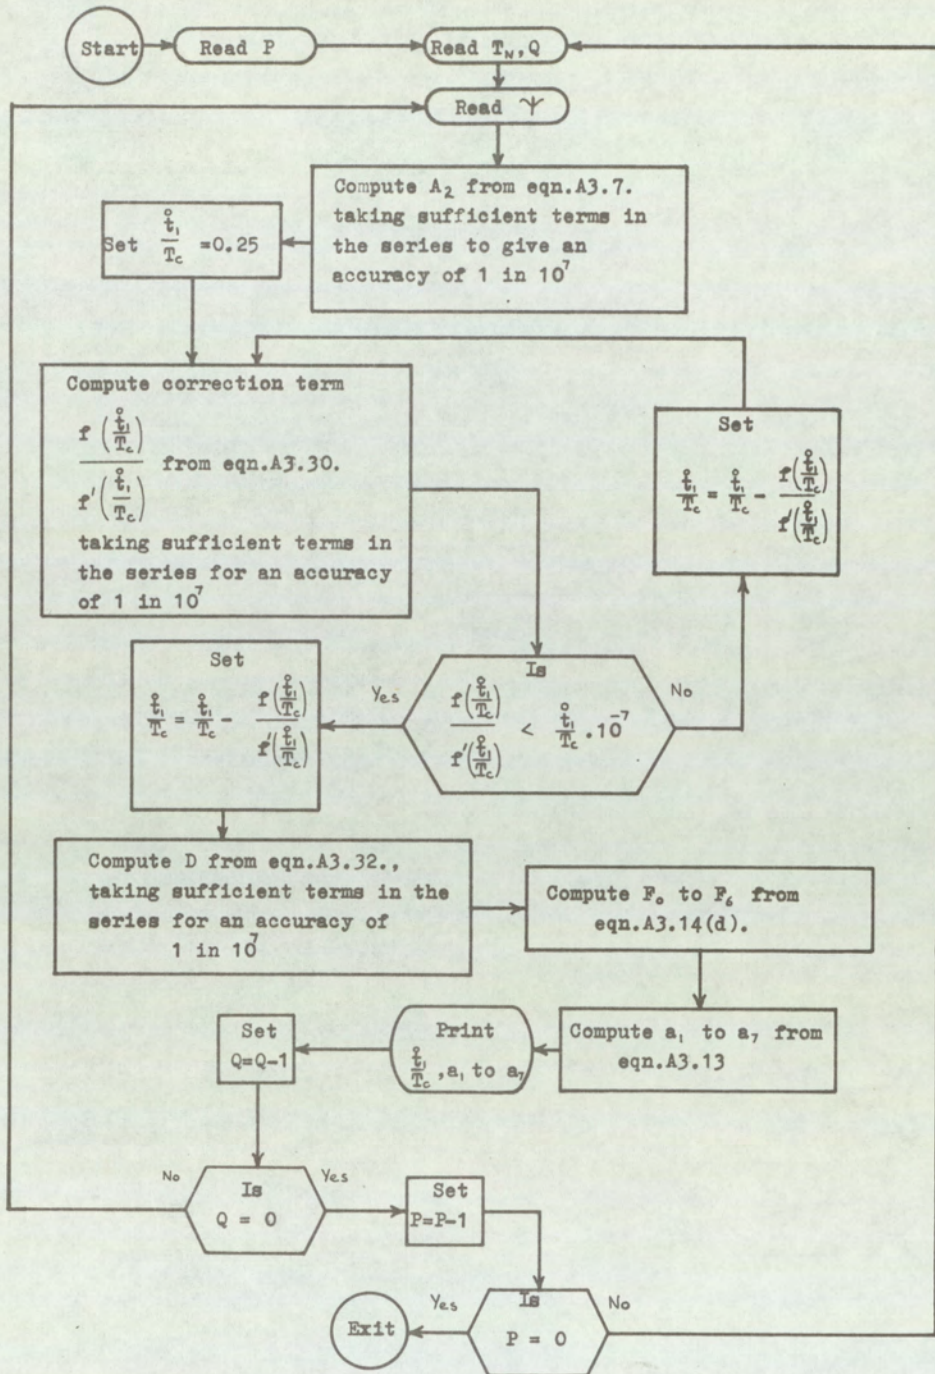 Start
Read P
Read T_N, Q
Read Ψ
Compute A₂ from eqn.A3.7.
taking sufficient terms in
the series to give an
accuracy of 1 in 10⁷
Set t̊₁/T_c =0.25
Compute correction term
f(t̊₁/T_c)/f'(t̊₁/T_c) from eqn.A3.30.
taking sufficient terms in
the series for an accuracy
of 1 in 10⁷
Set
t̊₁/T_c = t̊₁/T_c - f(t̊₁/T_c)/f'(t̊₁/T_c)
Is
f(t̊₁/T_c)/f'(t̊₁/T_c) < t̊₁/T_c .10⁻⁷
Yes
No
Set
t̊₁/T_c = t̊₁/T_c - f(t̊₁/T_c)/f'(t̊₁/T_c)
Compute D from eqn.A3.32.,
taking sufficient terms in the
series for an accuracy of
1 in 10⁷
Compute F₀ to F₆ from
eqn.A3.14(d).
Compute a₁ to a₇ from
eqn.A3.13
Print
t̊₁/T_c ,a₁ to a₇
Set
Q=Q-1
No
Is
Q = 0
Yes
Set
P=P-1
Yes
Is
P = 0
No
Exit